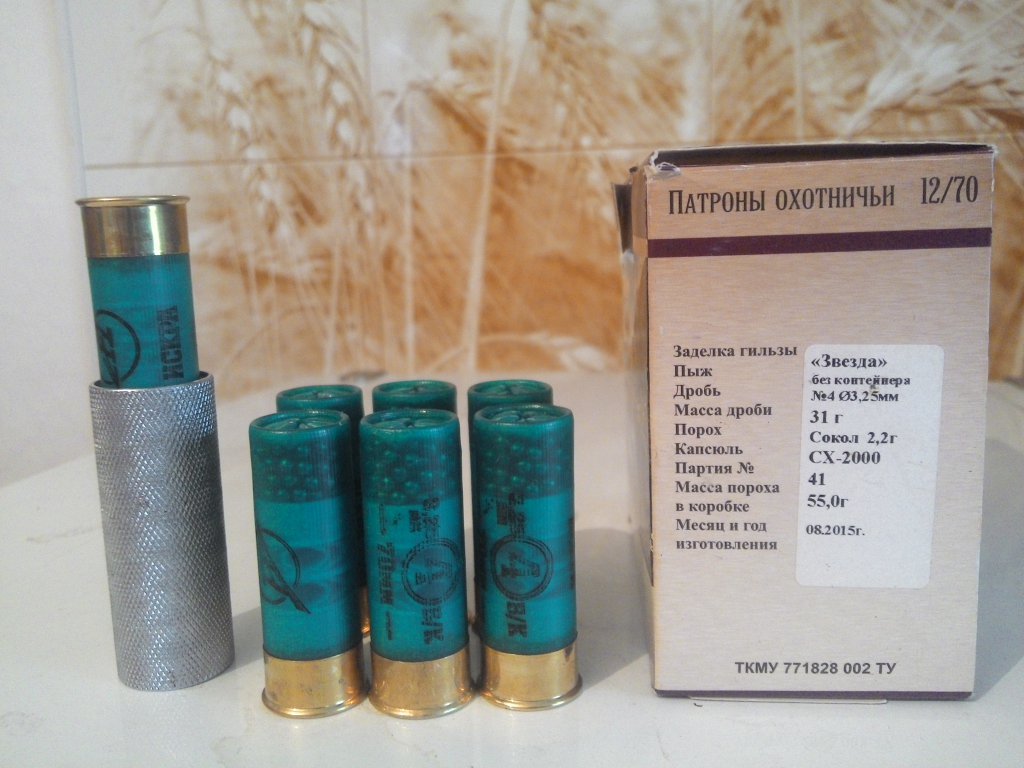 Патроны охотничьи 12/70
Заделка гильзы «Звезда»
Пыж без контейнера
Дробь №4 Ø3,25мм
Масса дроби 31 г
Порох Сокол 2,2г
Капсюль СХ-2000
Партия № 41
Масса пороха
в коробке 55,0г
Месяц и год
изготовления 08.2015г.
ТКМУ 771828 002 ТУ
ИСКРА
70мм
Б/К
Б/К